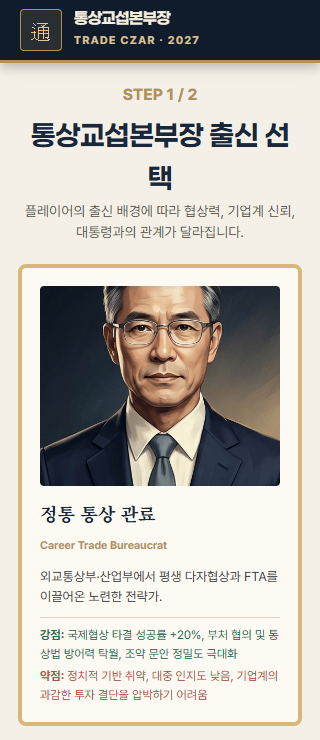 通
통상교섭본부장
TRADE CZAR · 2027
STEP 1 / 2
통상교섭본부장 출신 선
택
플레이어의 출신 배경에 따라 협상력, 기업계 신뢰,
대통령과의 관계가 달라집니다.
정통 통상 관료
Career Trade Bureaucrat
외교통상부·산업부에서 평생 다자협상과 FTA를
이끌어온 노련한 전략가.
강점: 국제협상 타결 성공률 +20%, 부처 협의 및 통
상법 방어력 탁월, 조약 문안 정밀도 극대화
약점: 정치적 기반 취약, 대중 인지도 낮음, 기업계의
과감한 투자 결단을 압박하기 어려움